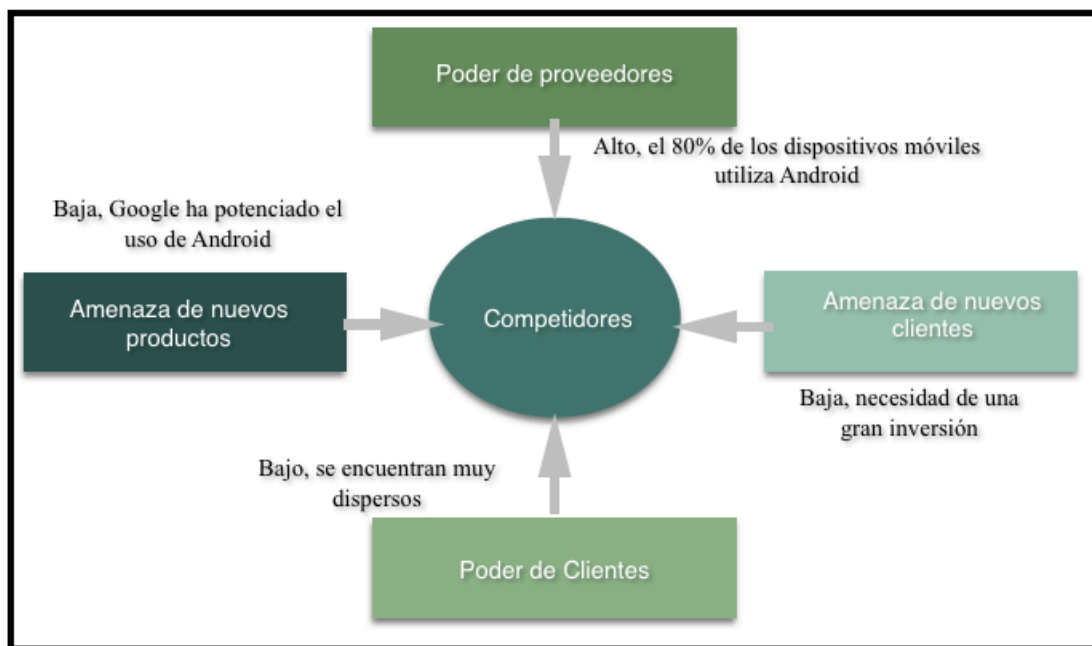 Poder de proveedores
Alto, el 80% de los dispositivos móviles
utiliza Android
Baja, Google ha potenciado el
uso de Android
Amenaza de nuevos
productos
Competidores
Amenaza de nuevos
clientes
Baja, necesidad de una
gran inversión
Bajo, se encuentran muy
dispersos
Poder de Clientes